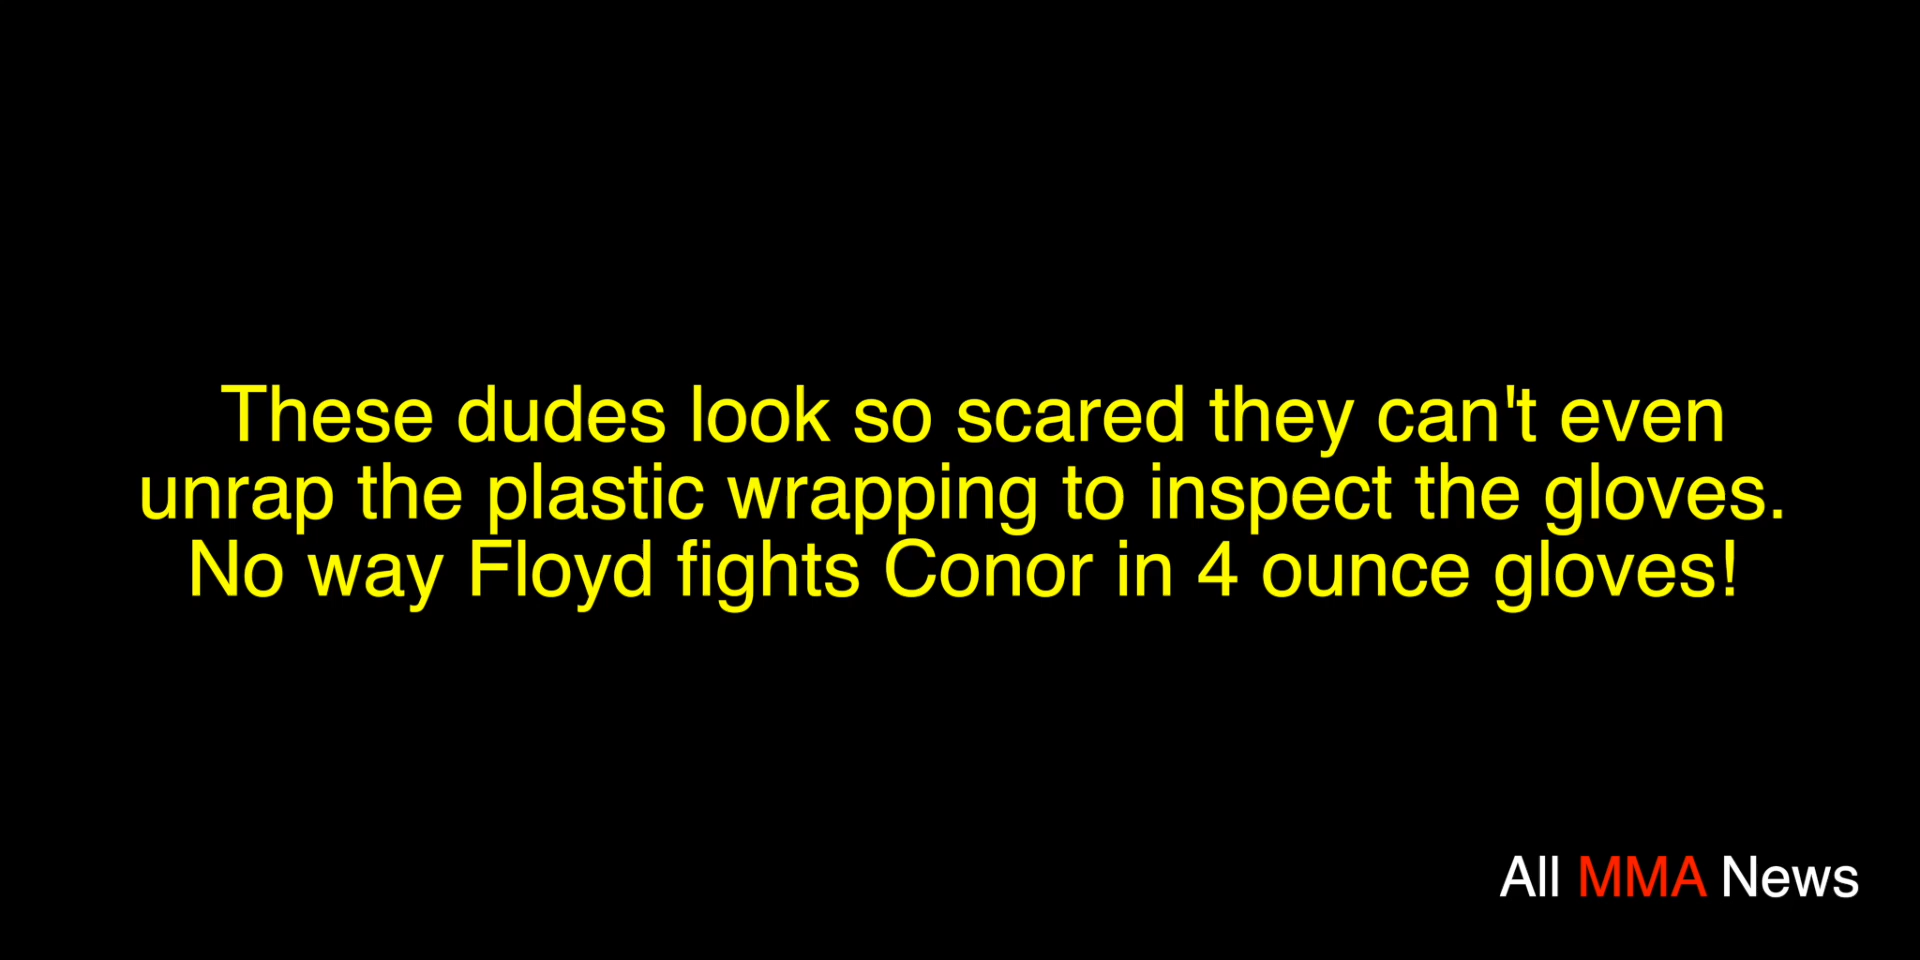 These dudes look so scared they can't even
unrap the plastic wrapping to inspect the gloves.
No way Floyd fights Conor in 4 ounce gloves!
All MMA News